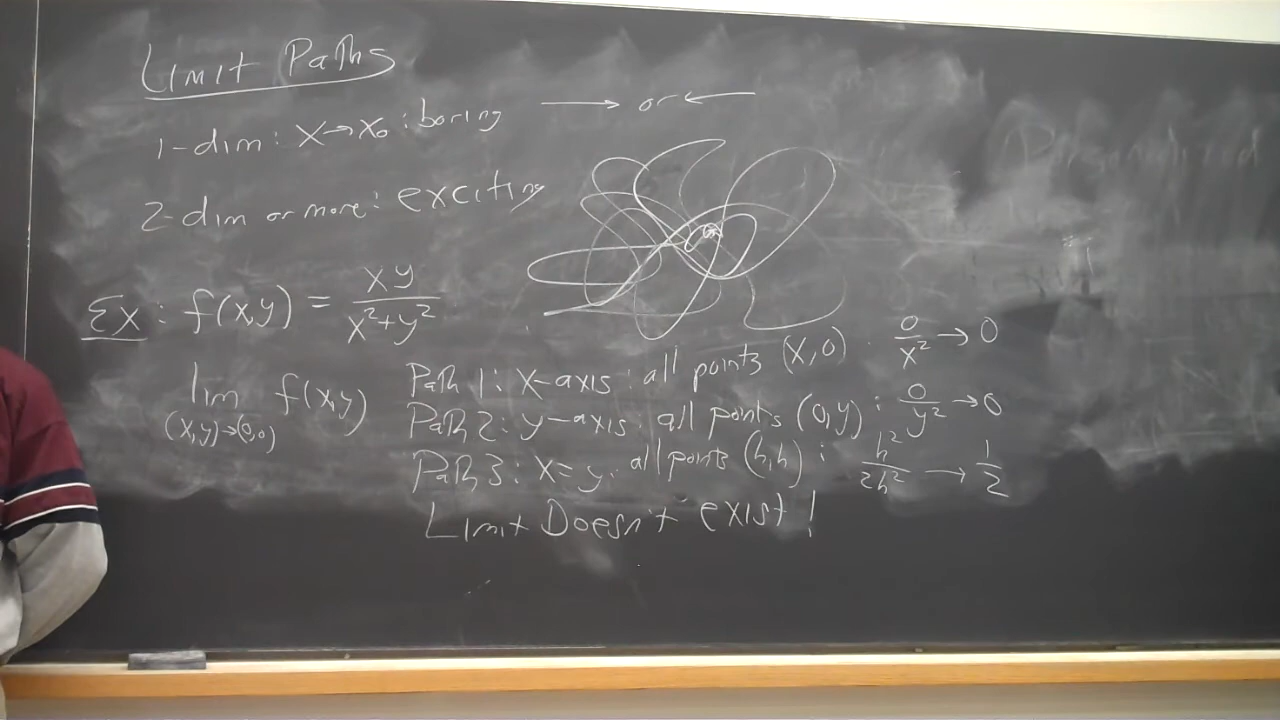 Limit Paths
1-dim: x→x₀: boring → or ←
2-dim or more: exciting
Ex: f(x,y) = xy / (x²+y²)
lim (x,y)→(0,0) f(x,y)
Path 1: x-axis: all points (x,0): 0/x² → 0
Path 2: y-axis: all points (0,y): 0/y² → 0
Path 3: x=y: all points (h,h): h²/2h² → 1/2
Limit Doesn't exist!